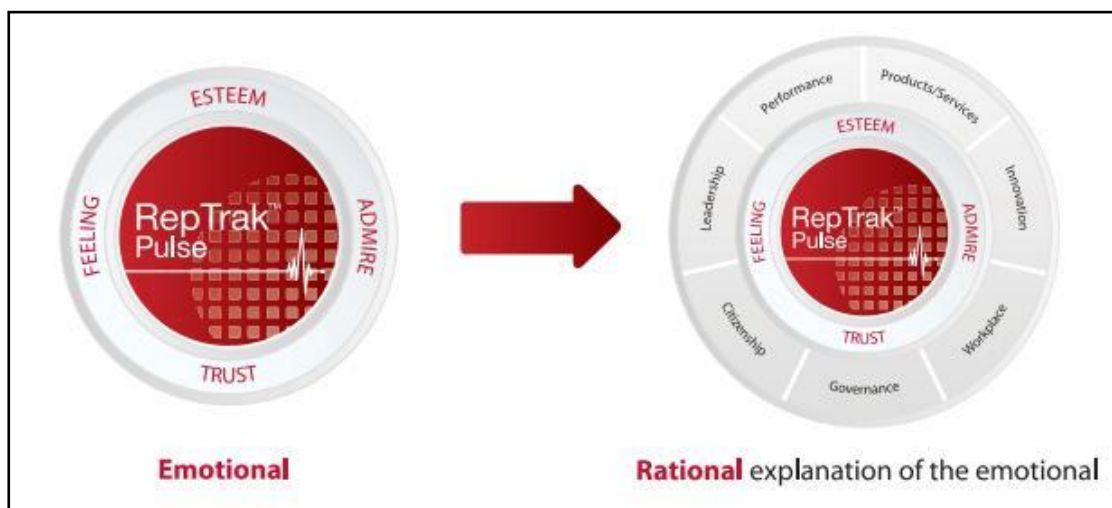 ESTEEM
FEELING
RepTrak™
Pulse
ADMIRE
TRUST
Emotional
Performance
Products/Services
Leadership
ESTEEM
Innovation
FEELING
RepTrak™
Pulse
ADMIRE
TRUST
Citizenship
Workplace
Governance
Rational explanation of the emotional